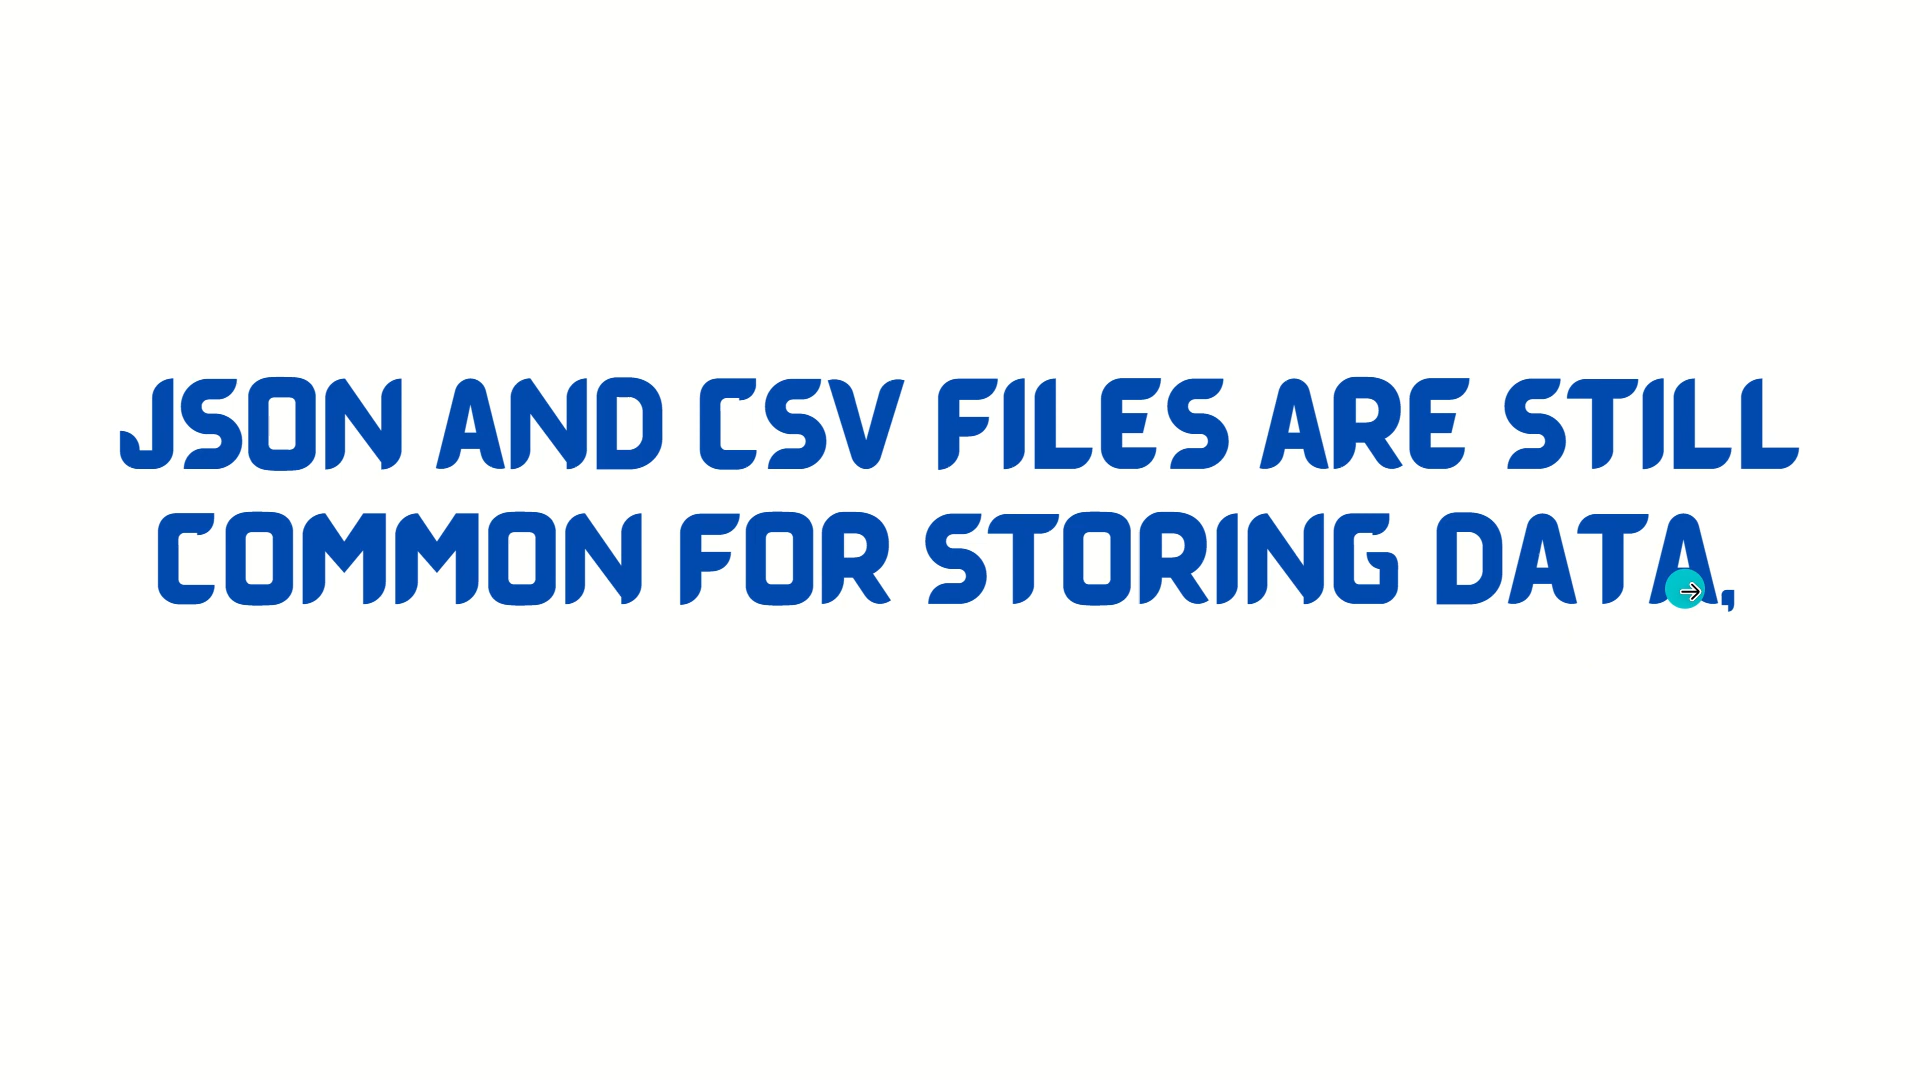 JSON AND CSV FILES ARE STILL
COMMON FOR STORING DATA,